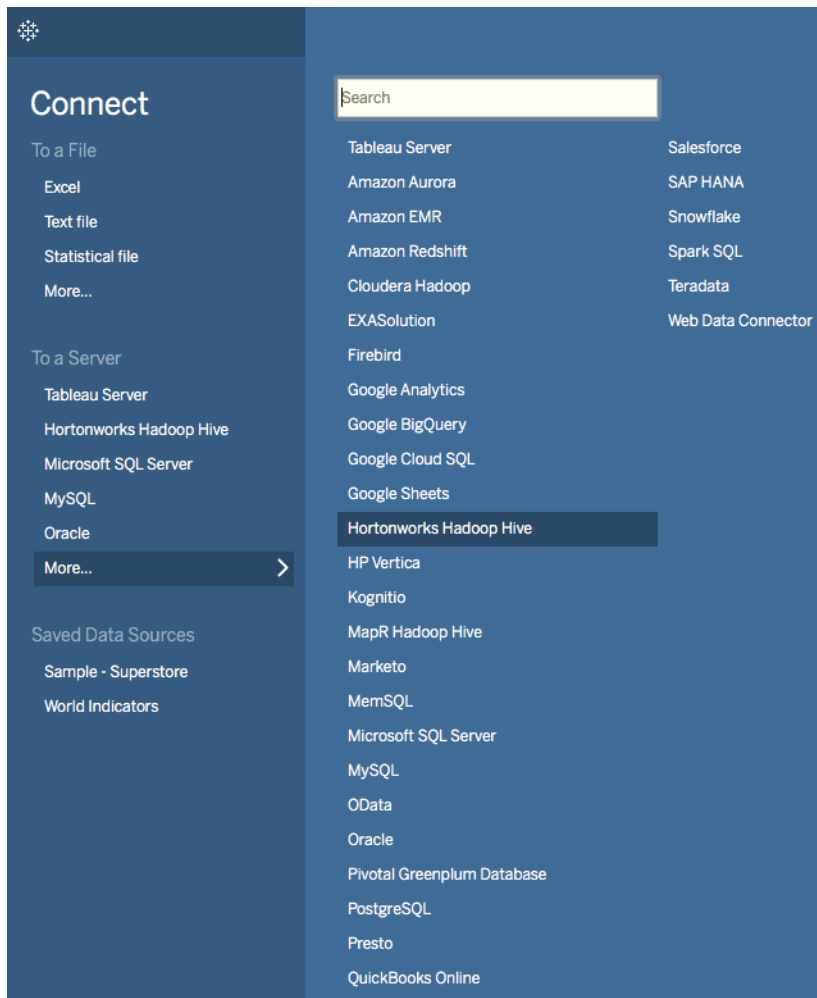 Connect
To a File
Excel
Text file
Statistical file
More...
To a Server
Tableau Server
Hortonworks Hadoop Hive
Microsoft SQL Server
MySQL
Oracle
More...
Saved Data Sources
Sample - Superstore
World Indicators
Search
Tableau Server
Amazon Aurora
Amazon EMR
Amazon Redshift
Cloudera Hadoop
EXASolution
Firebird
Google Analytics
Google BigQuery
Google Cloud SQL
Google Sheets
Hortonworks Hadoop Hive
HP Vertica
Kognitio
MapR Hadoop Hive
Marketo
MemSQL
Microsoft SQL Server
MySQL
OData
Oracle
Pivotal Greenplum Database
PostgreSQL
Presto
QuickBooks Online
Salesforce
SAP HANA
Snowflake
Spark SQL
Teradata
Web Data Connector